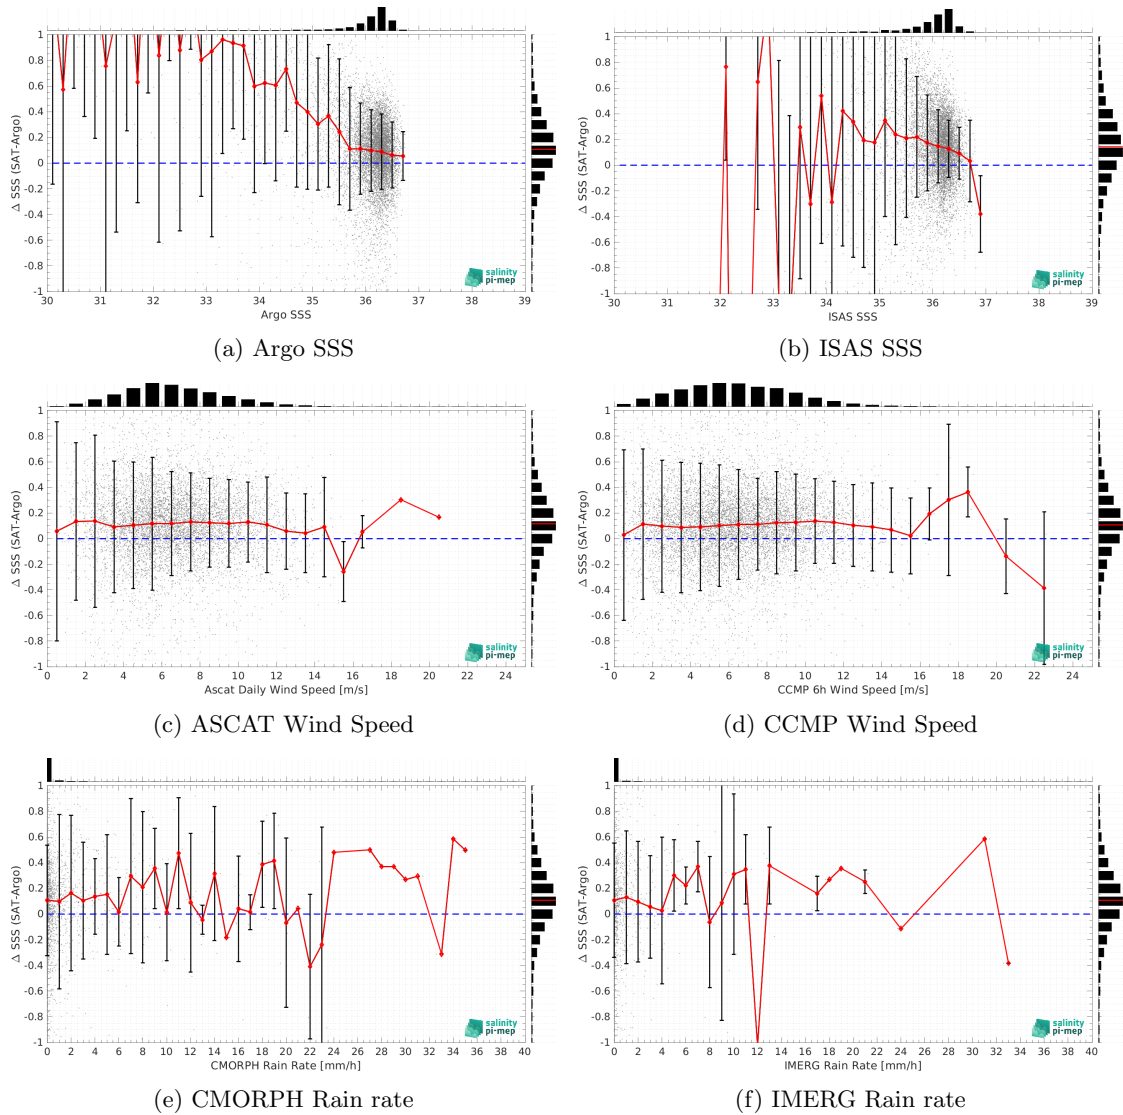 1
0.8
0.6
0.4
0.2
0
-0.2
-0.4
-0.6
-0.8
-1
Δ SSS (SAT-Argo)
30 31 32 33 34 35 36 37 38 39
Argo SSS
salinity
pi-mep
(a) Argo SSS
1
0.8
0.6
0.4
0.2
0
-0.2
-0.4
-0.6
-0.8
-1
Δ SSS (SAT-Argo)
30 31 32 33 34 35 36 37 38 39
ISAS SSS
salinity
pi-mep
(b) ISAS SSS
1
0.8
0.6
0.4
0.2
0
-0.2
-0.4
-0.6
-0.8
-1
Δ SSS (SAT-Argo)
0 2 4 6 8 10 12 14 16 18 20 22 24
Ascat Daily Wind Speed [m/s]
salinity
pi-mep
(c) ASCAT Wind Speed
1
0.8
0.6
0.4
0.2
0
-0.2
-0.4
-0.6
-0.8
-1
Δ SSS (SAT-Argo)
0 2 4 6 8 10 12 14 16 18 20 22 24
CCMP 6h Wind Speed [m/s]
salinity
pi-mep
(d) CCMP Wind Speed
1
0.8
0.6
0.4
0.2
0
-0.2
-0.4
-0.6
-0.8
-1
Δ SSS (SAT-Argo)
0 2 4 6 8 10 12 14 16 18 20 22 24 26 28 30 32 34 36 38 40
CMORPH Rain Rate [mm/h]
salinity
pi-mep
(e) CMORPH Rain rate
1
0.8
0.6
0.4
0.2
0
-0.2
-0.4
-0.6
-0.8
-1
Δ SSS (SAT-Argo)
0 2 4 6 8 10 12 14 16 18 20 22 24 26 28 30 32 34 36 38 40
IMERG Rain Rate [mm/h]
salinity
pi-mep
(f) IMERG Rain rate